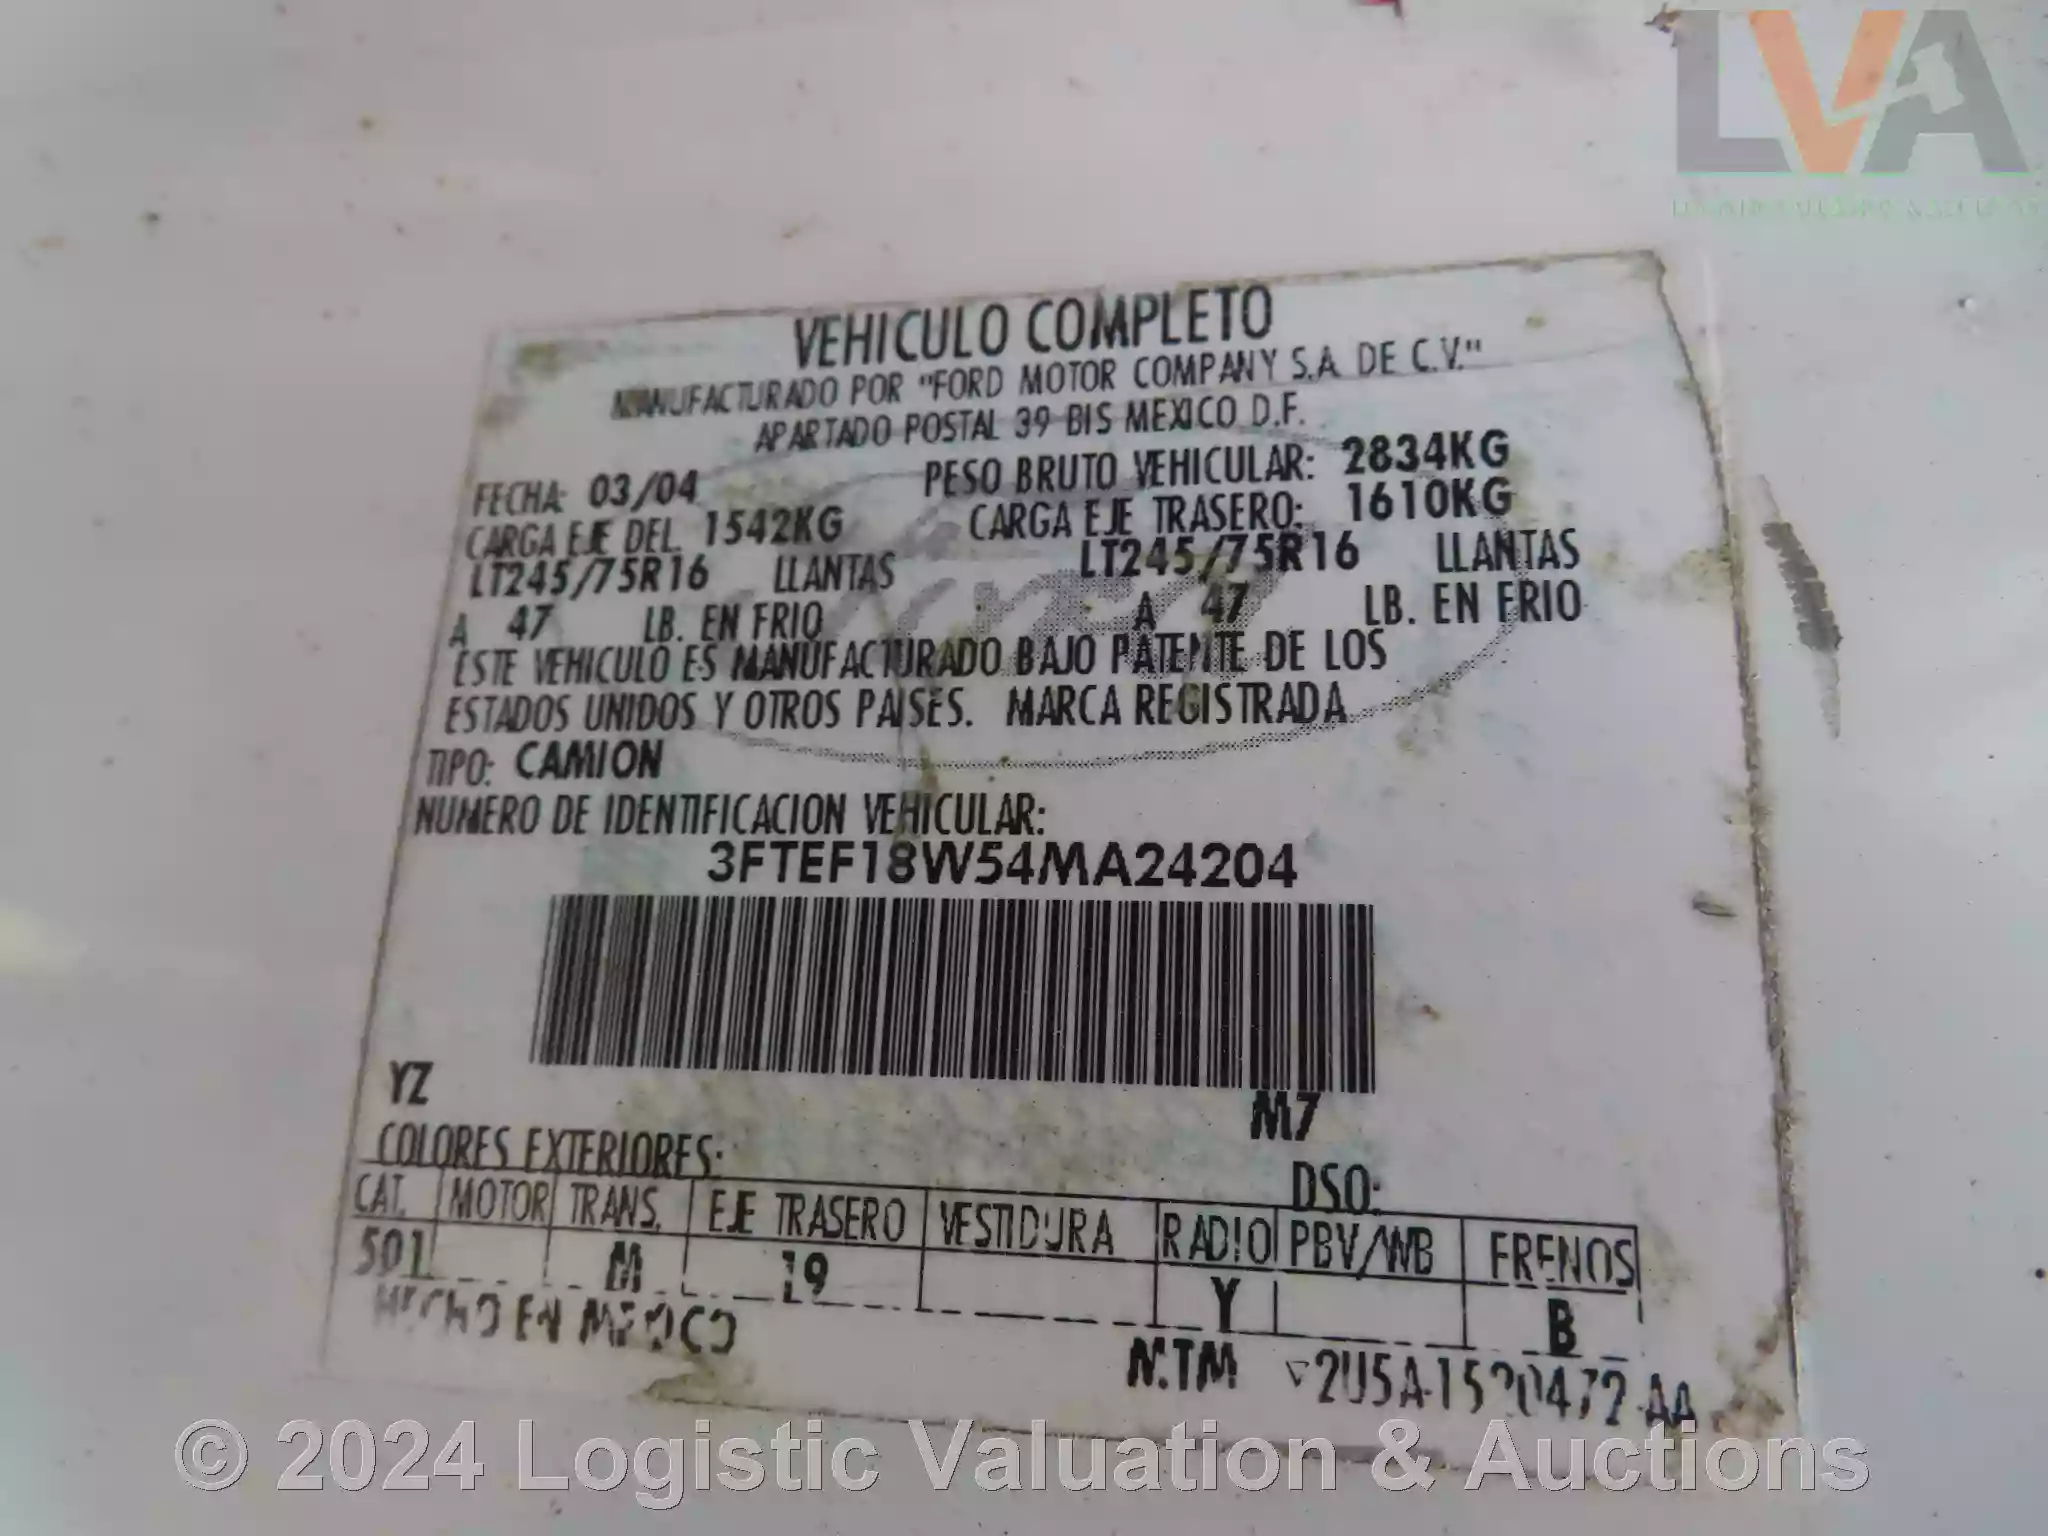 LVA
VEHICULO COMPLETO
MANUFACTURADO POR "FORD MOTOR COMPANY S.A. DE C.V."
APARTADO POSTAL 39 BIS MEXICO D.F.
FECHA: 03/04 PESO BRUTO VEHICULAR: 2834KG
CARGA EJE DEL. 1542KG CARGA EJE TRASERO: 1610KG
LT245/75R16 LLANTAS LT245/75R16 LLANTAS
A 47 LB. EN FRIO A 47 LB. EN FRIO
ESTE VEHICULO ES MANUFACTURADO BAJO PATENTE DE LOS
ESTADOS UNIDOS Y OTROS PAISES. MARCA REGISTRADA
TIPO: CAMION
NUMERO DE IDENTIFICACION VEHICULAR:
3FTEF18W54MA24204
YZ M7
COLORES EXTERIORES: DSO:
CAT. MOTOR TRANS. EJE TRASERO VESTIDURA RADIO PBV/WB FRENOS
501 M 19 Y B
HECHO EN MEXICO
© 2024 Logistic Valuation & Auctions